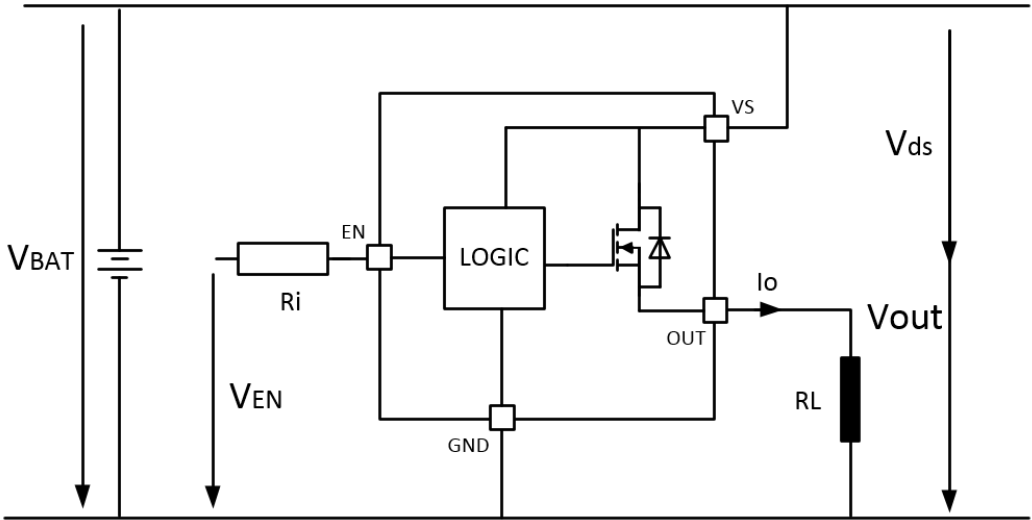 VS
Vds
EN
VBAT
LOGIC
Ri
Io
Vout
OUT
VEN
RL
GND